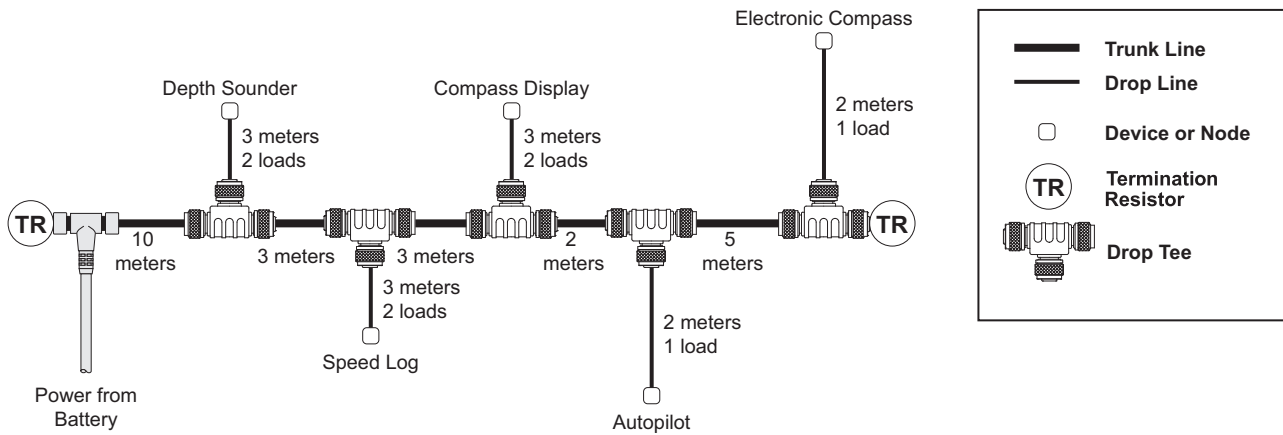 Electronic Compass
Depth Sounder
Compass Display
2 meters
1 load
3 meters
2 loads
3 meters
2 loads
TR
TR
10
meters
3 meters
3 meters
2
meters
5
meters
3 meters
2 loads
2 meters
1 load
Speed Log
Power from
Battery
Autopilot
Trunk Line
Drop Line
Device or Node
TR
Termination
Resistor
Drop Tee